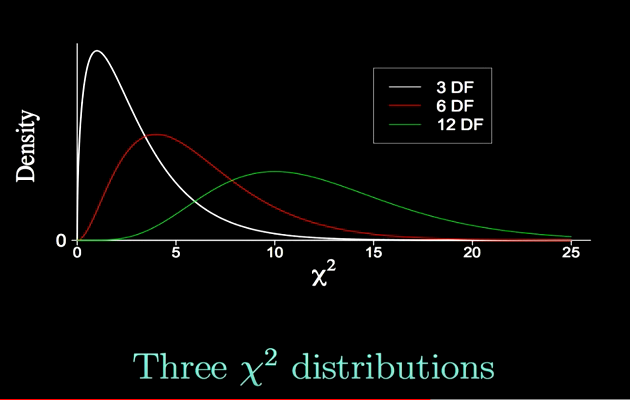 Density
3 DF
6 DF
12 DF
0
0 5 10 15 20 25
χ²
Three χ² distributions